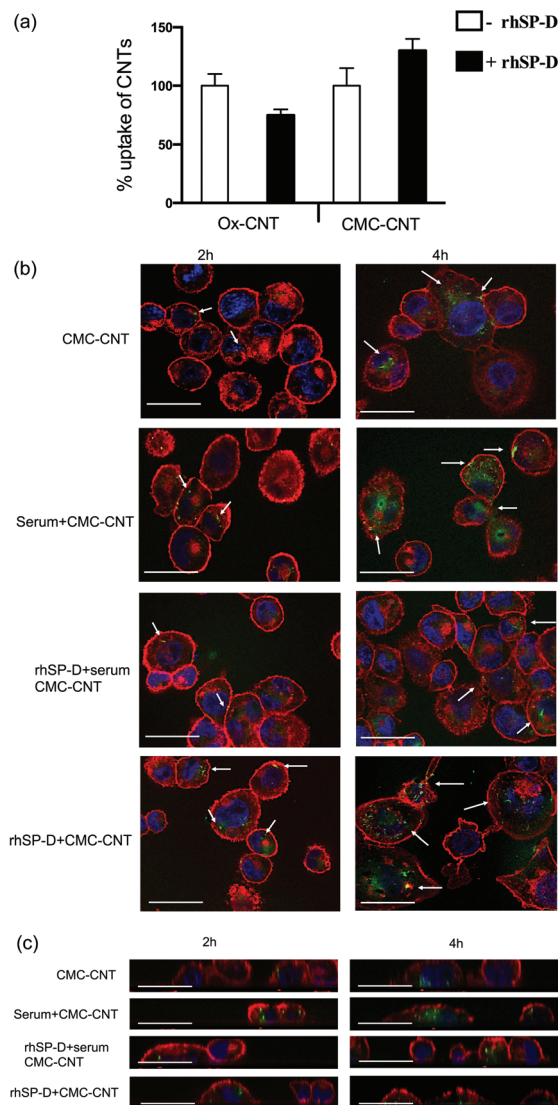 (a)
- rhSP-D
+ rhSP-D
% uptake of CNTs
150
100
50
0
Ox-CNT
CMC-CNT
(b)
2h
4h
CMC-CNT
Serum+CMC-CNT
rhSP-D+serum
CMC-CNT
rhSP-D+CMC-CNT
(c)
2h
4h
CMC-CNT
Serum+CMC-CNT
rhSP-D+serum
CMC-CNT
rhSP-D+CMC-CNT